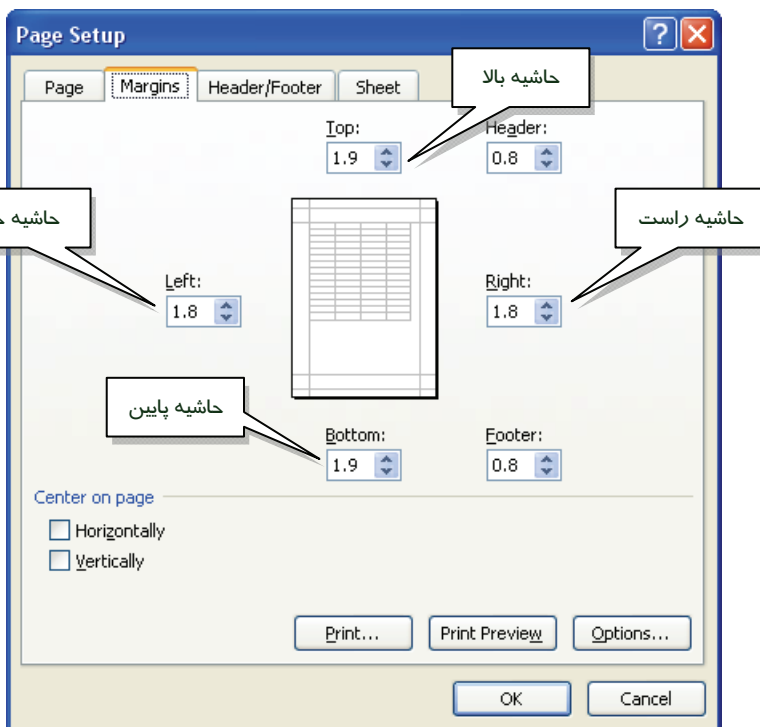 Page Setup
Page Margins Header/Footer Sheet
حاشیه بالا
Top: Header:
1.9 0.8
حاشیه
حاشیه راست
Left: Right:
1.8 1.8
حاشیه پایین
Bottom: Footer:
1.9 0.8
Center on page
Horizontally
Vertically
Print... Print Preview Options...
OK Cancel